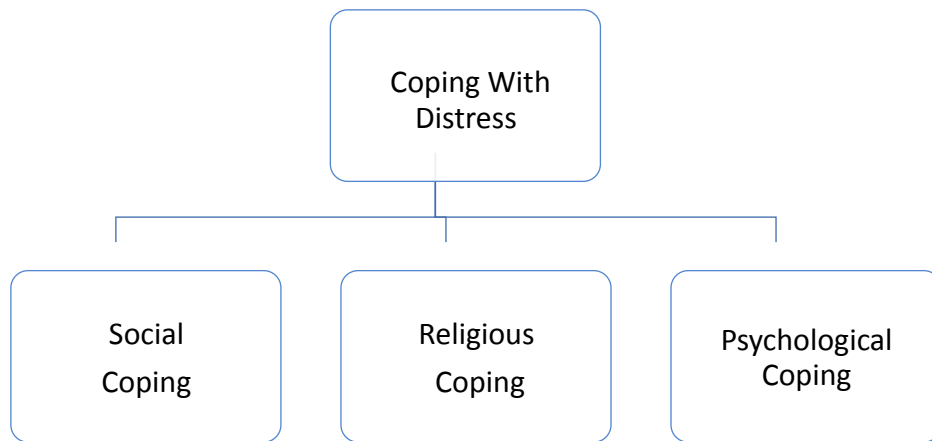 Coping With
Distress
Social
Coping
Religious
Coping
Psychological
Coping